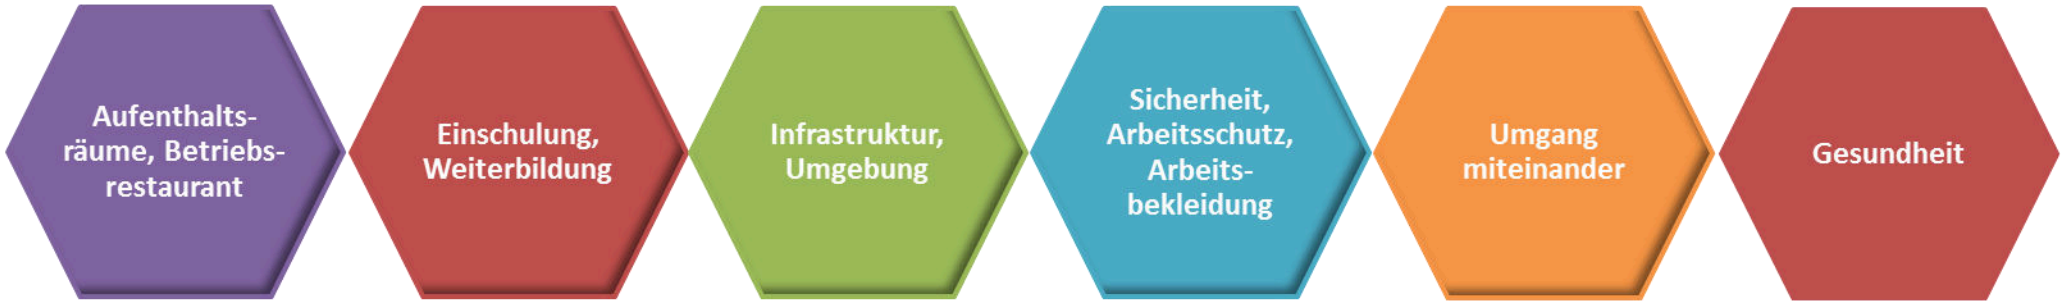 Aufenthalts-
räume, Betriebs-
restaurant
Einschulung,
Weiterbildung
Infrastruktur,
Umgebung
Sicherheit,
Arbeitsschutz,
Arbeits-
bekleidung
Umgang
miteinander
Gesundheit